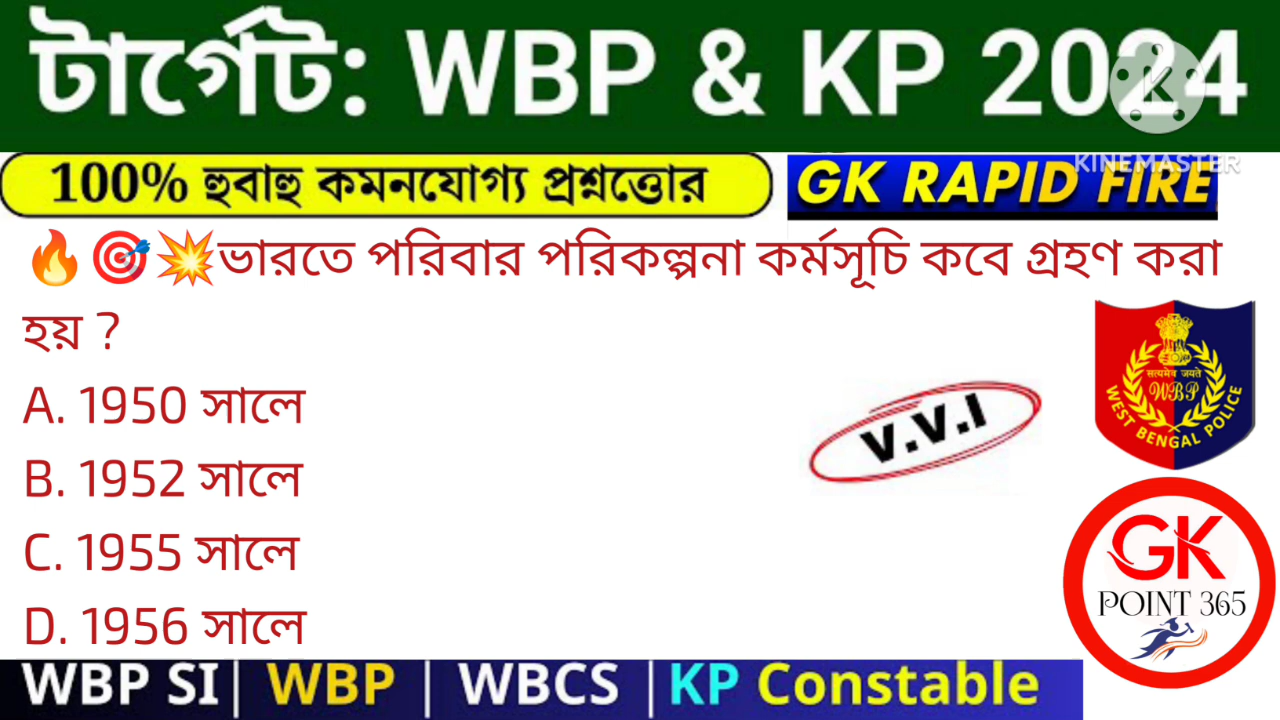 টার্গেট: WBP & KP 2024
K
KINEMASTER
100% হুবাহু কমনযোগ্য প্রশ্নত্তোর
GK RAPID FIRE
🔥🎯💥ভারতে পরিবার পরিকল্পনা কর্মসূচি কবে গ্রহণ করা
হয় ?
A. 1950 সালে
B. 1952 সালে
C. 1955 সালে
D. 1956 সালে
V.V.I
सत्यमेव जयते
WBP
WEST BENGAL POLICE
GK
POINT 365
WBP SI | WBP | WBCS | KP Constable